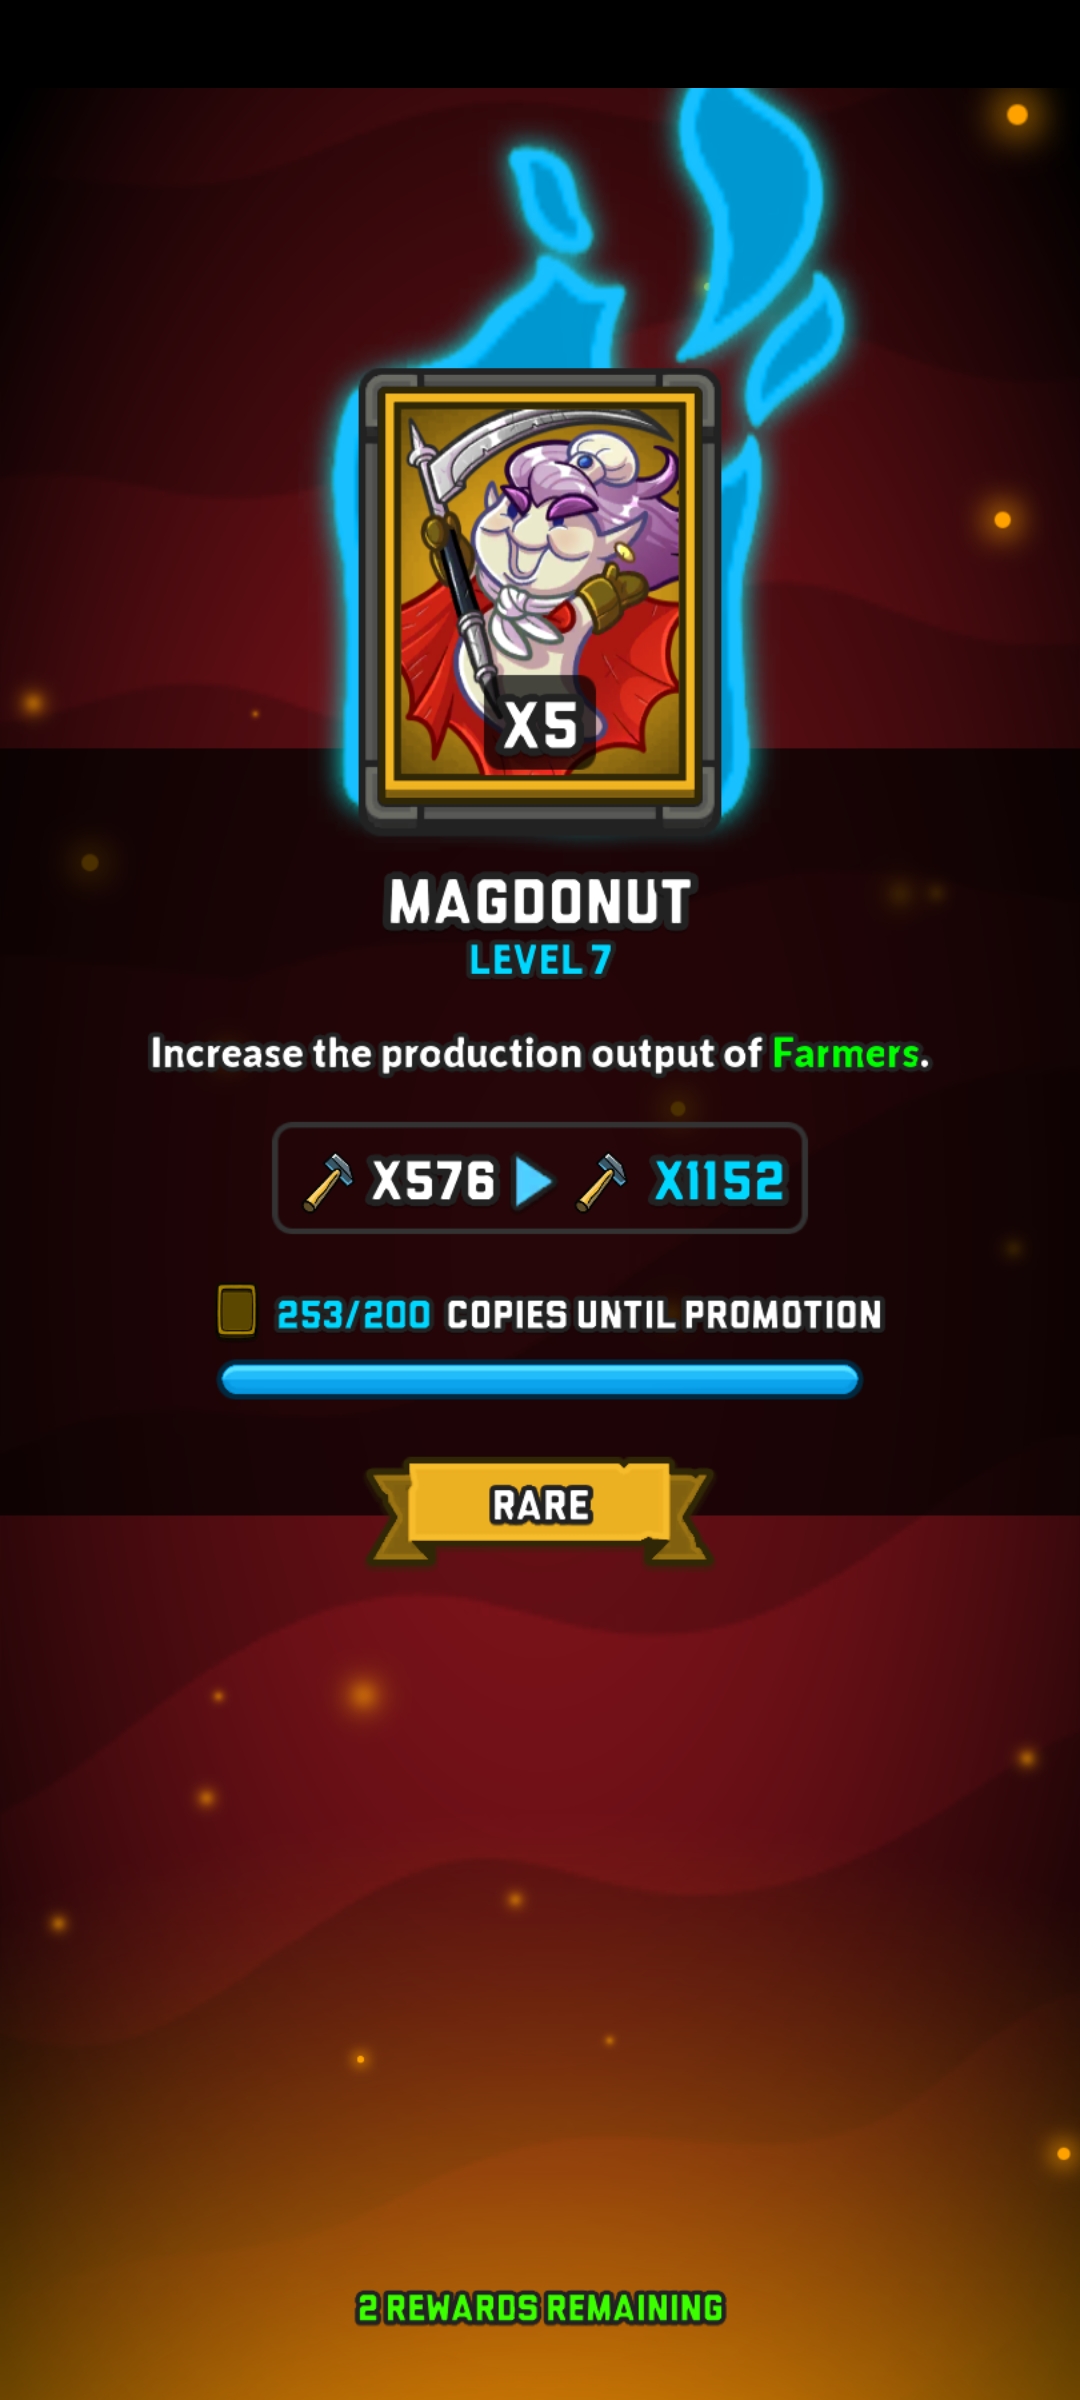 X5
MAGDONUT
LEVEL 7
Increase the production output of Farmers.
X576 X1152
253/200 COPIES UNTIL PROMOTION
RARE
2 REWARDS REMAINING